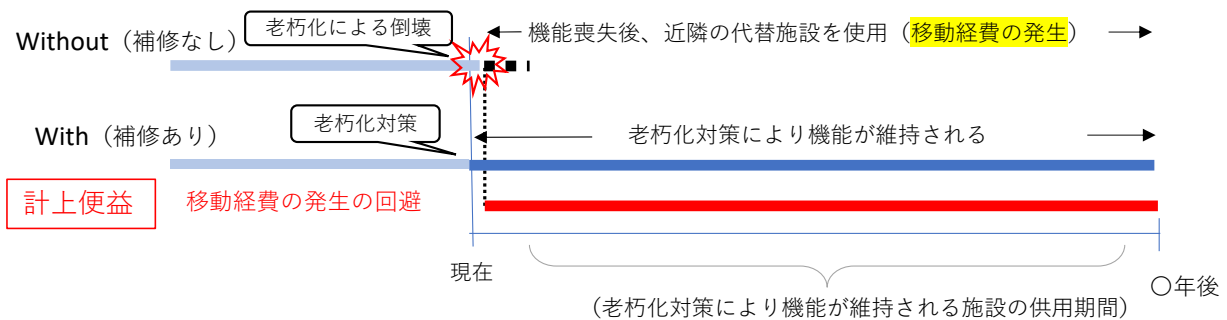 Without（補修なし）
老朽化による倒壊
機能喪失後、近隣の代替施設を使用（移動経費の発生）
With（補修あり）
老朽化対策
老朽化対策により機能が維持される
計上便益
移動経費の発生の回避
現在
〇年後
（老朽化対策により機能が維持される施設の供用期間）